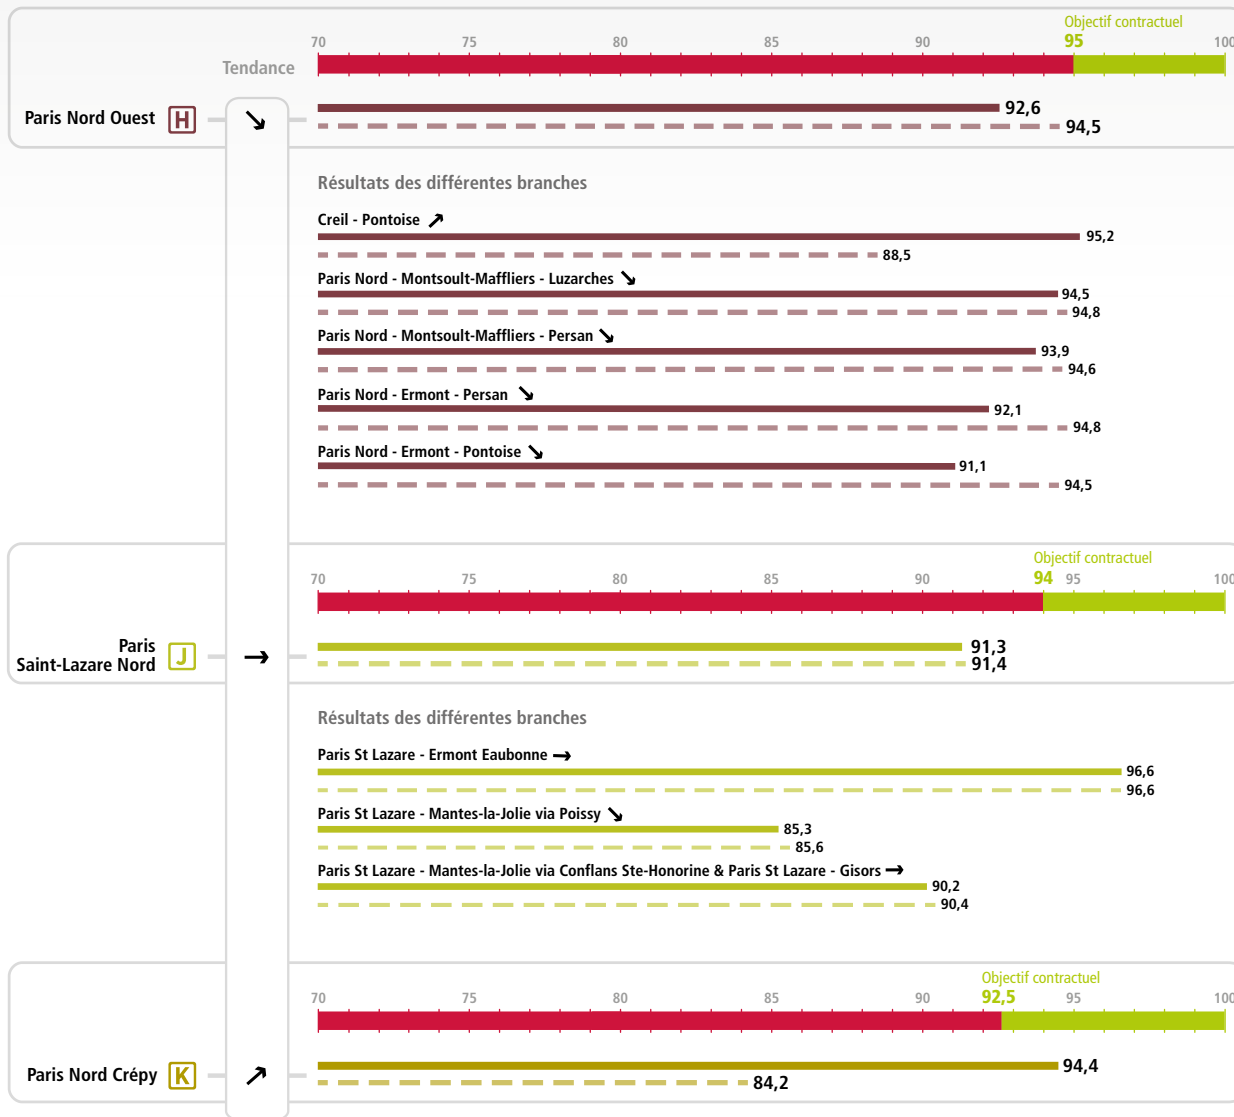 Objectif contractuel
70 75 80 85 90 95 100
Tendance
Paris Nord Ouest H
92,6
94,5
Résultats des différentes branches
Creil - Pontoise
95,2
88,5
Paris Nord - Montsoult-Maffliers - Luzarches
94,5
94,8
Paris Nord - Montsoult-Maffliers - Persan
93,9
94,6
Paris Nord - Ermont - Persan
92,1
94,8
Paris Nord - Ermont - Pontoise
91,1
94,5
Objectif contractuel
70 75 80 85 90 94 95 100
Paris
Saint-Lazare Nord
J
91,3
91,4
Résultats des différentes branches
Paris St Lazare - Ermont Eaubonne
96,6
96,6
Paris St Lazare - Mantes-la-Jolie via Poissy
85,3
85,6
Paris St Lazare - Mantes-la-Jolie via Conflans Ste-Honorine & Paris St Lazare - Gisors
90,2
90,4
Objectif contractuel
70 75 80 85 90 92,5 95 100
Paris Nord Crépy K
94,4
84,2